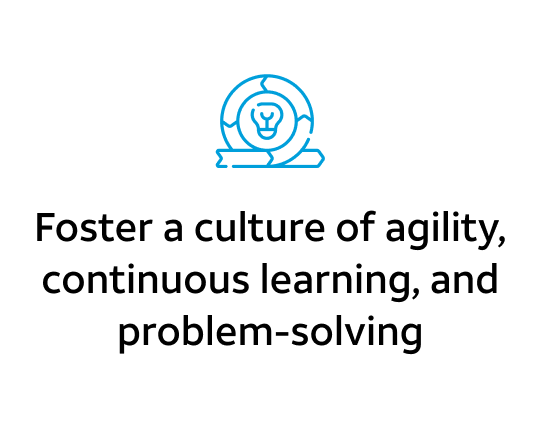 Foster a culture of agility,
continuous learning, and
problem-solving